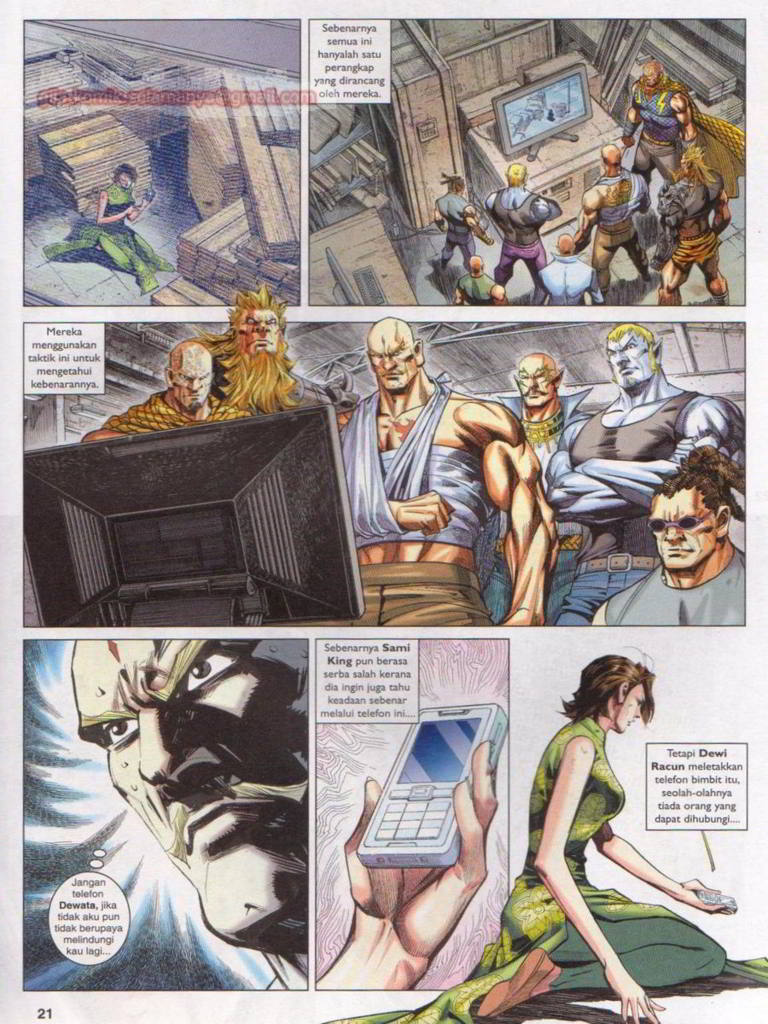 Sebenarnya
semua ini
hanyalah satu
perangkap
yang dirancang
oleh mereka.
Mereka
menggunakan
taktik ini untuk
mengetahui
kebenarannya.
Jangan
telefon
Dewata, jika
tidak aku pun
tidak berupaya
melindungi
kau lagi...
Sebenarnya Sami
King pun berasa
serba salah kerana
dia ingin juga tahu
keadaan sebenar
melalui telefon ini....
Tetapi Dewi
Racun meletakkan
telefon bimbit itu,
seolah-olahnya
tiada orang yang
dapat dihubungi....
21